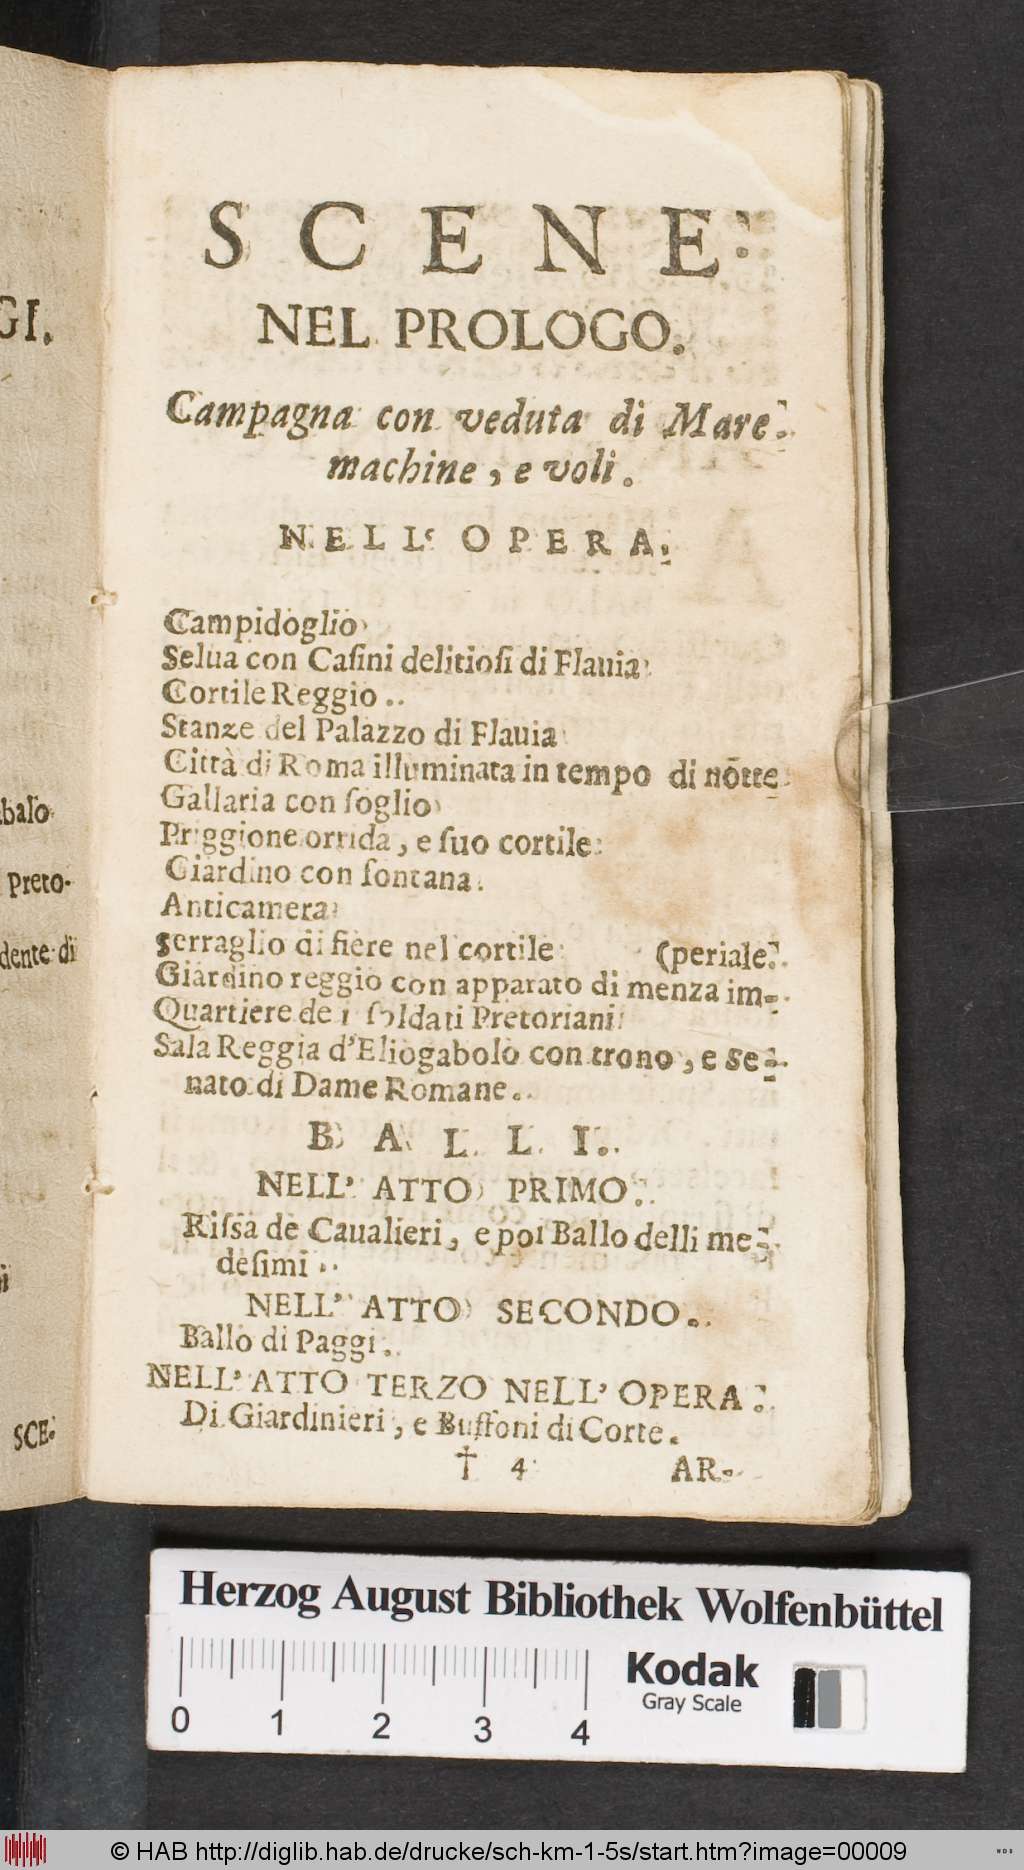 GI.
abalo
Preto-
dente di
SCE-
SCENE.
NEL PROLOGO.
Campagna con veduta di Mare.
machine, e voli.
NELL' OPERA.
Campidoglio
Selua con Caſini delitioſi di Flauia
Cortile Reggio..
Stanze del Palazzo di Flauia
Città di Roma illuminata in tempo di nōtte
Gallaria con ſoglio
Priggione orrida, e ſuo cortile
Giardino con fontana.
Anticamera
Serraglio di fiere nel cortile (periale.
Giardino reggio con apparato di menza im-
Quartiere de i ſoldati Pretoriani
Sala Reggia d'Eliogabolo con trono, e Se-
nato di Dame Romane.
BALLI.
NELL' ATTO PRIMO.
Riſſa de Caualieri, e poi Ballo delli me-
deſimi.
NELL' ATTO SECONDO.
Ballo di Paggi.
NELL' ATTO TERZO NELL' OPERA.
Di Giardinieri, e Buffoni di Corte.
† 4 AR-
Herzog August Bibliothek Wolfenbüttel
Kodak
Gray Scale
0 1 2 3 4
© HAB http://diglib.hab.de/drucke/sch-km-1-5s/start.htm?image=00009